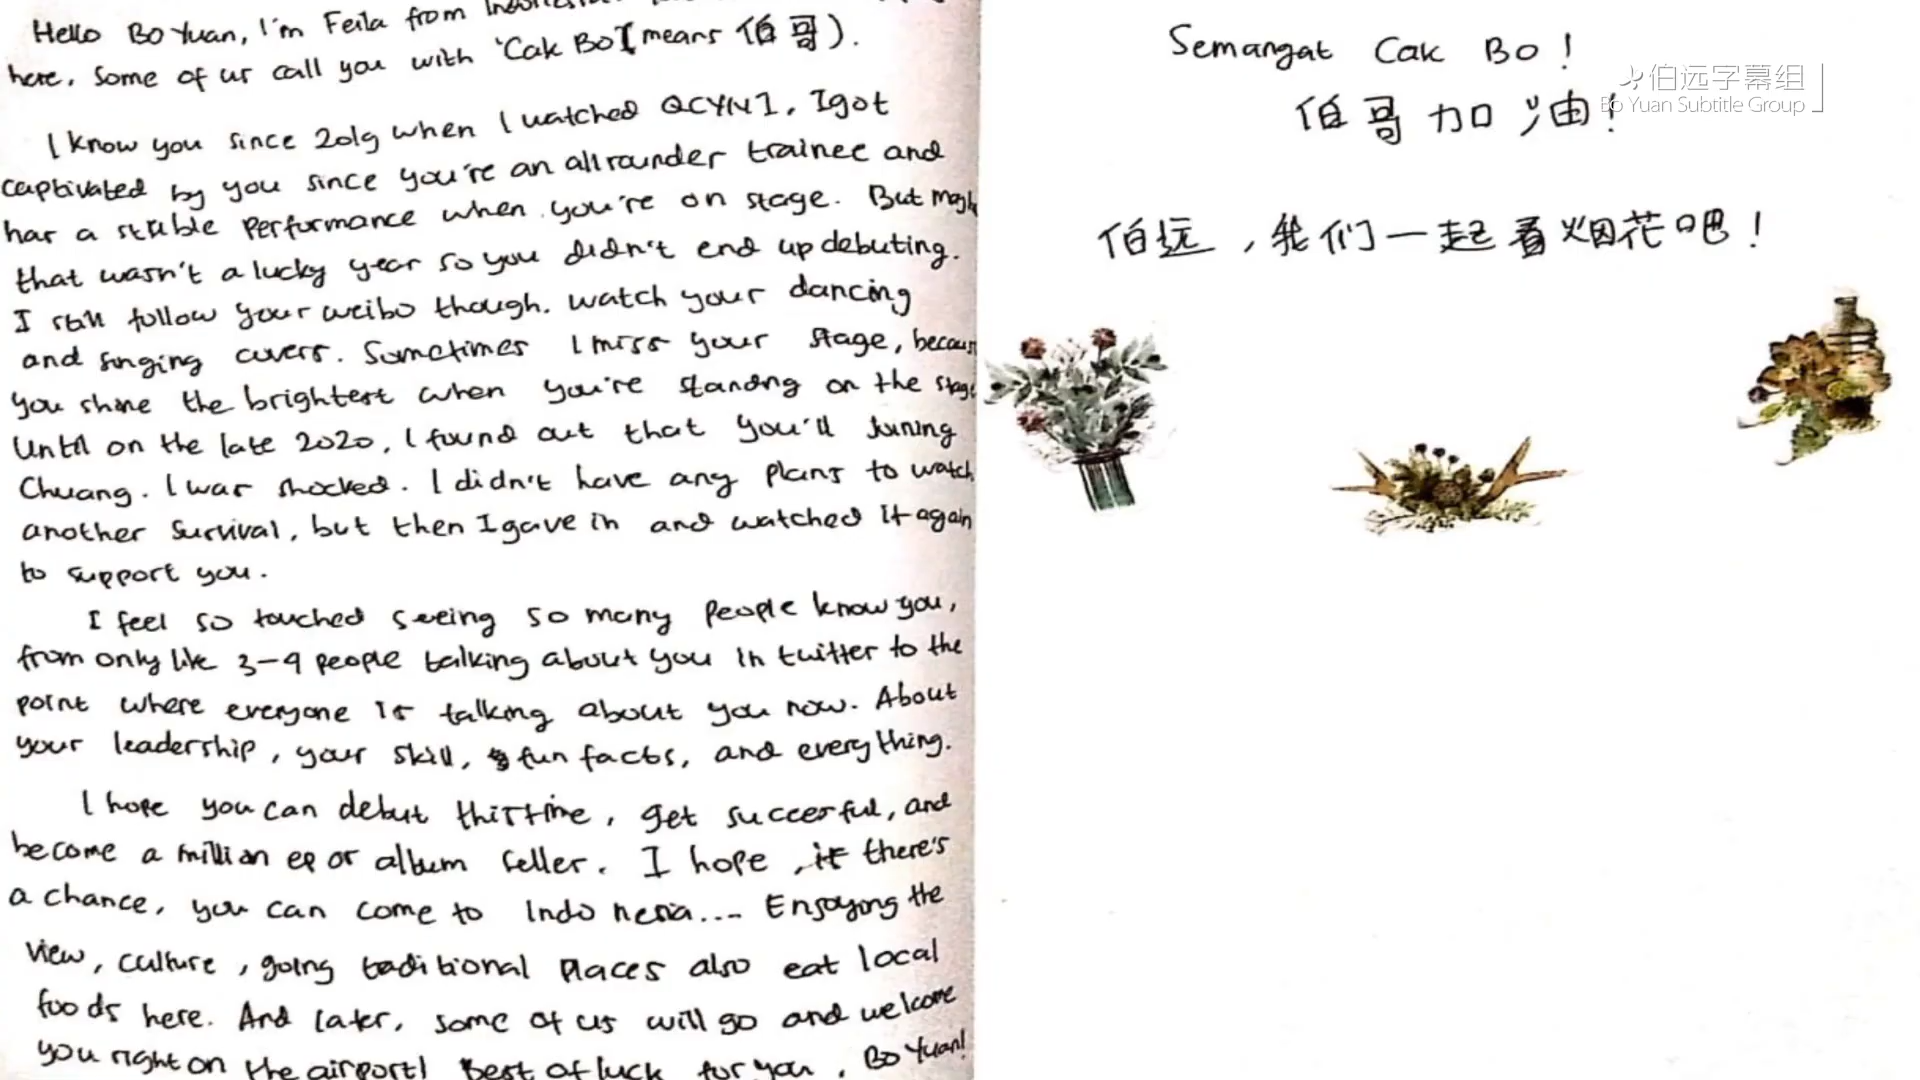 Hello Bo Yuan, I'm Feila from
here. Some of us call you with 'Cak Bo' (means 伯哥).
I know you since 2019 when I watched QCYN1, I got
captivated by you since you're an allrounder trainee and
has a stable performance when you're on stage. But maybe
that wasn't a lucky year so you didn't end up debuting.
I still follow your weibo though. watch your dancing
and singing covers. Sometimes I miss your stage, because
you shine the brightest when you're standing on the stage
Until on the late 2020, I found out that you'll joining
Chuang. I was shocked. I didn't have any plans to watch
another survival, but then I gave in and watched it again
to support you.
I feel so touched seeing so many people know you,
from only like 3-4 people talking about you in twitter to the
point where everyone is talking about you now. About
your leadership, your skill, fun facts, and everything.
I hope you can debut this time, get succesful, and
become a million ep or album seller. I hope, if there's
a chance, you can come to Indonesia.... Enjoying the
view, culture, going traditional places also eat local
foods here. And later, some of us will go and welcome
you right on the airport! Best of luck for you, Bo Yuan!
Semangat Cak Bo!
伯远字幕组
Bo Yuan Subtitle Group
伯哥加油!
伯远,我们一起看烟花吧!